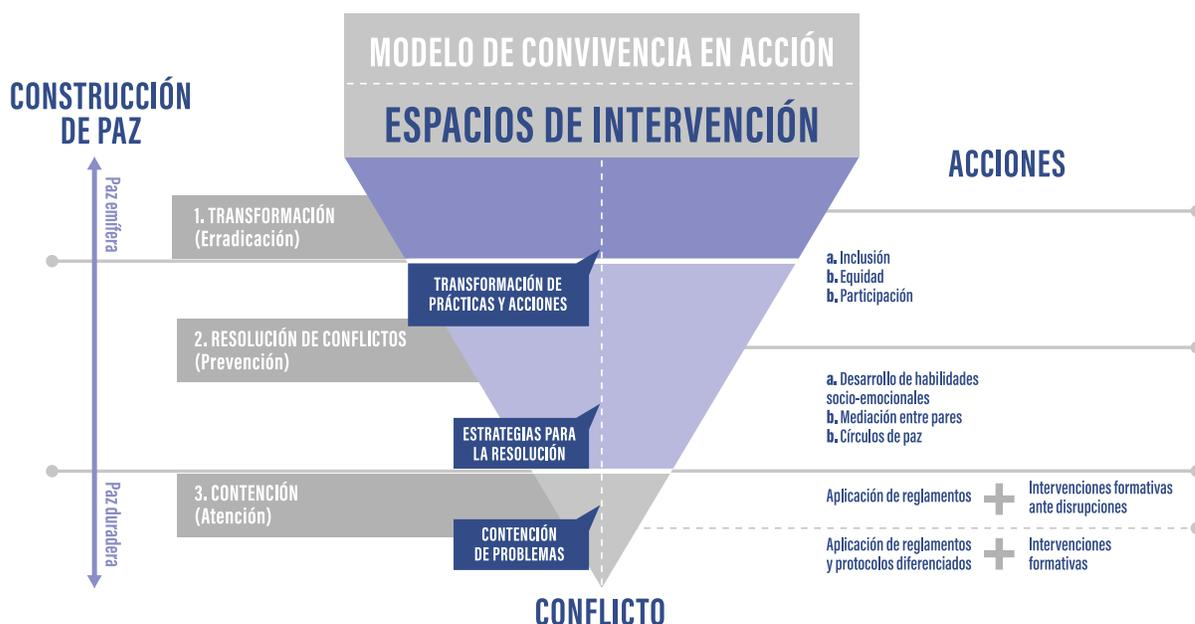 MODELO DE CONVIVENCIA EN ACCIÓN
ESPACIOS DE INTERVENCIÓN
CONSTRUCCIÓN
DE PAZ
Paz emífera
Paz duradera
1. TRANSFORMACIÓN
(Erradicación)
TRANSFORMACIÓN DE
PRÁCTICAS Y ACCIONES
2. RESOLUCIÓN DE CONFLICTOS
(Prevención)
ESTRATEGIAS PARA
LA RESOLUCIÓN
3. CONTENCIÓN
(Atención)
CONTENCIÓN
DE PROBLEMAS
CONFLICTO
ACCIONES
a. Inclusión
b. Equidad
b. Participación
a. Desarrollo de habilidades
socio-emocionales
b. Mediación entre pares
b. Círculos de paz
Aplicación de reglamentos
+
Intervenciones formativas
ante disrupciones
Aplicación de reglamentos
y protocolos diferenciados
+
Intervenciones
formativas